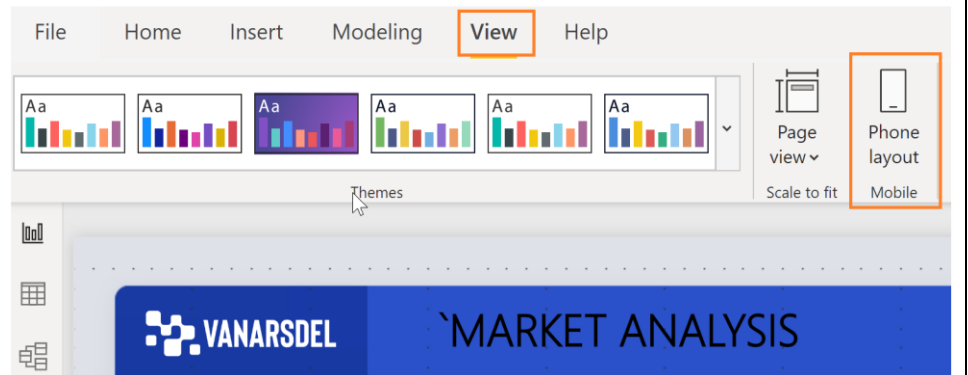 File Home Insert Modeling View Help
Aa Aa Aa Aa Aa Aa
Page view
Phone layout
Themes
Scale to fit
Mobile
VANARSDEL
`MARKET ANALYSIS